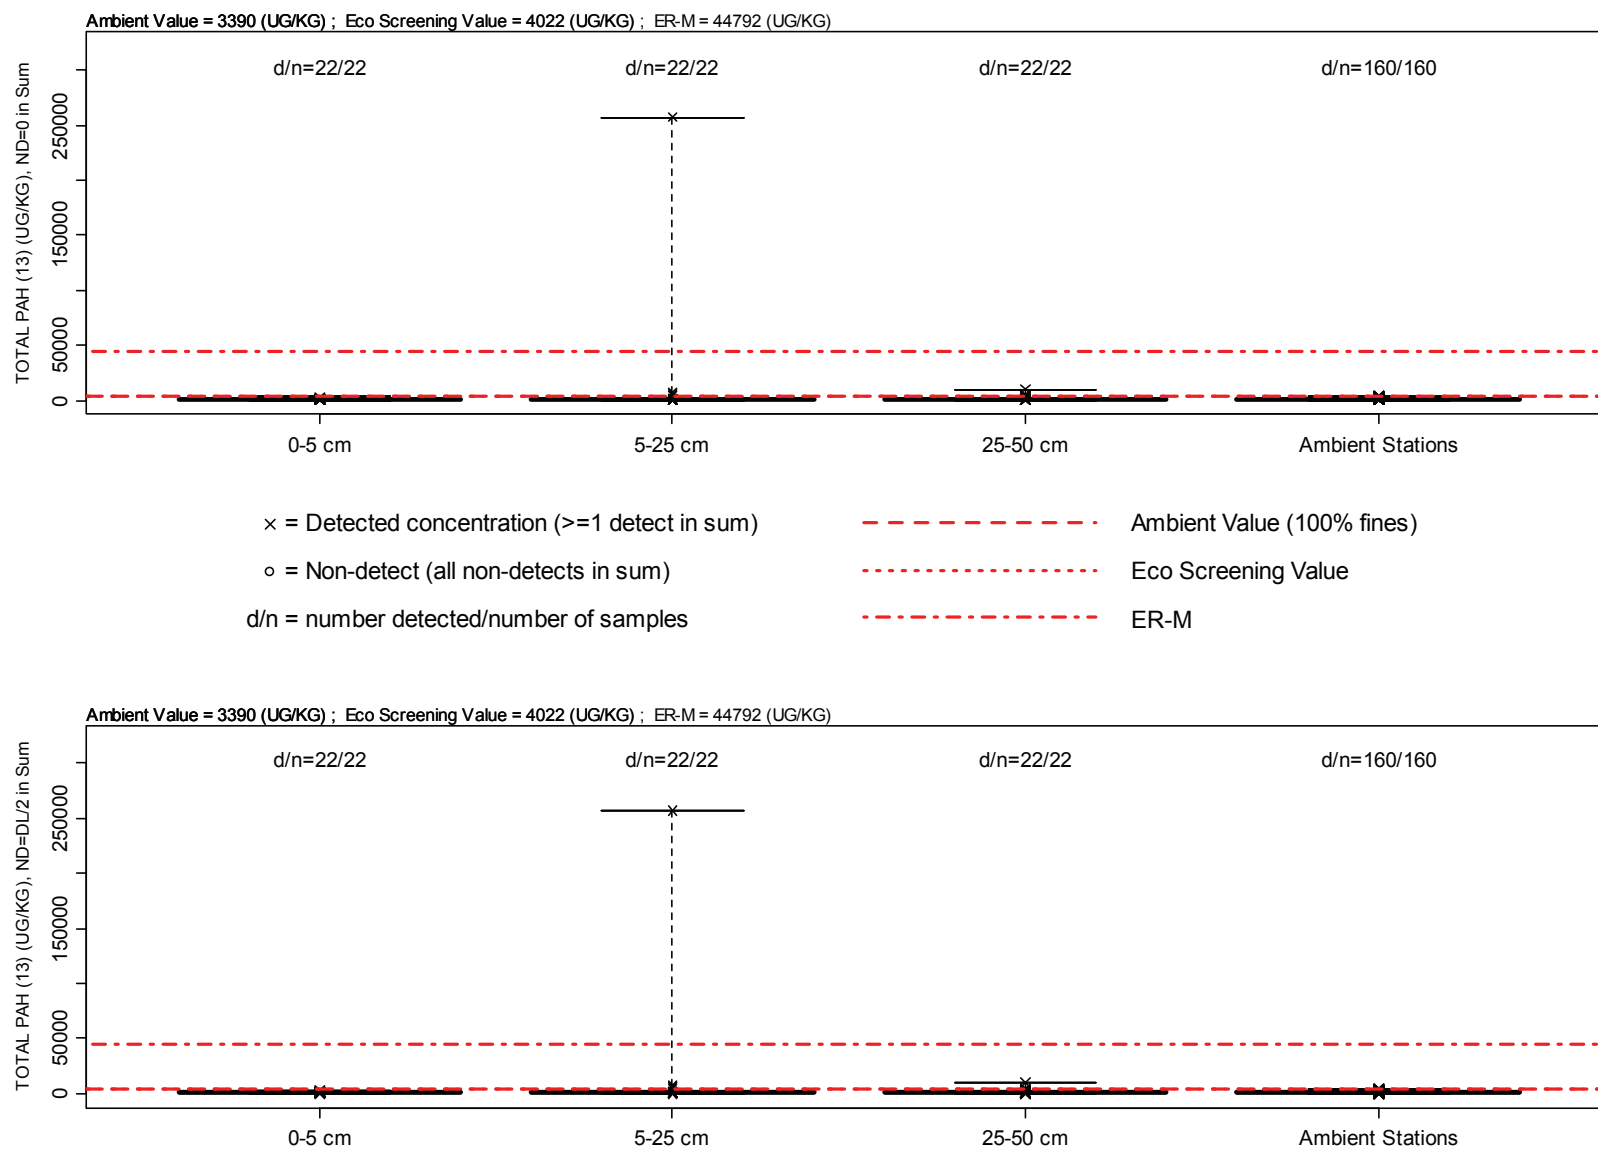 Ambient Value = 3390 (UG/KG) ; Eco Screening Value = 4022 (UG/KG) ; ER-M = 44792 (UG/KG)
d/n=22/22 d/n=22/22 d/n=22/22 d/n=160/160
TOTAL PAH (13) (UG/KG), ND=0 in Sum
250000
150000
50000
0
0-5 cm 5-25 cm 25-50 cm Ambient Stations
× = Detected concentration (>=1 detect in sum) Ambient Value (100% fines)
o = Non-detect (all non-detects in sum) Eco Screening Value
d/n = number detected/number of samples ER-M
Ambient Value = 3390 (UG/KG) ; Eco Screening Value = 4022 (UG/KG) ; ER-M = 44792 (UG/KG)
d/n=22/22 d/n=22/22 d/n=22/22 d/n=160/160
TOTAL PAH (13) (UG/KG), ND=DL/2 in Sum
250000
150000
50000
0
0-5 cm 5-25 cm 25-50 cm Ambient Stations